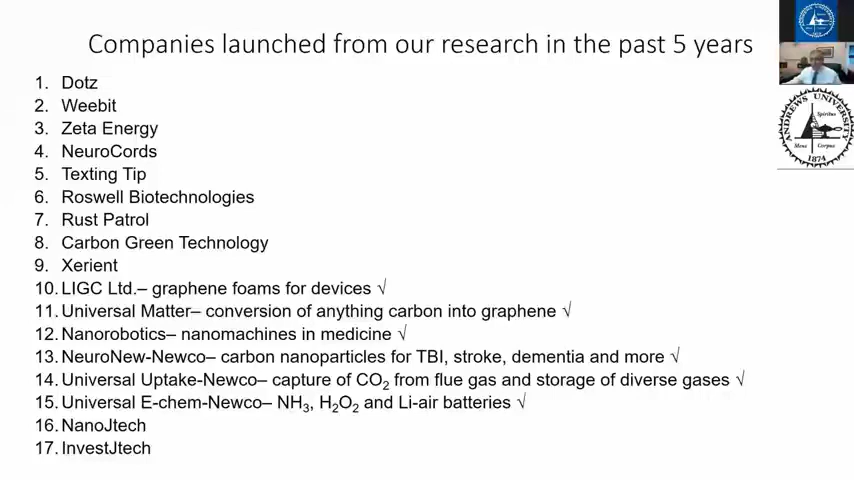 Companies launched from our research in the past 5 years
1. Dotz
2. Weebit
3. Zeta Energy
4. NeuroCords
5. Texting Tip
6. Roswell Biotechnologies
7. Rust Patrol
8. Carbon Green Technology
9. Xerient
10. LIGC Ltd.– graphene foams for devices √
11. Universal Matter– conversion of anything carbon into graphene √
12. Nanorobotics– nanomachines in medicine √
13. NeuroNew-Newco– carbon nanoparticles for TBI, stroke, dementia and more √
14. Universal Uptake-Newco– capture of CO₂ from flue gas and storage of diverse gases √
15. Universal E-chem-Newco– NH₃, H₂O₂ and Li-air batteries √
16. NanoJtech
17. InvestJtech
ANDREWS UNIVERSITY
Spiritus
Mens Corpus
1874